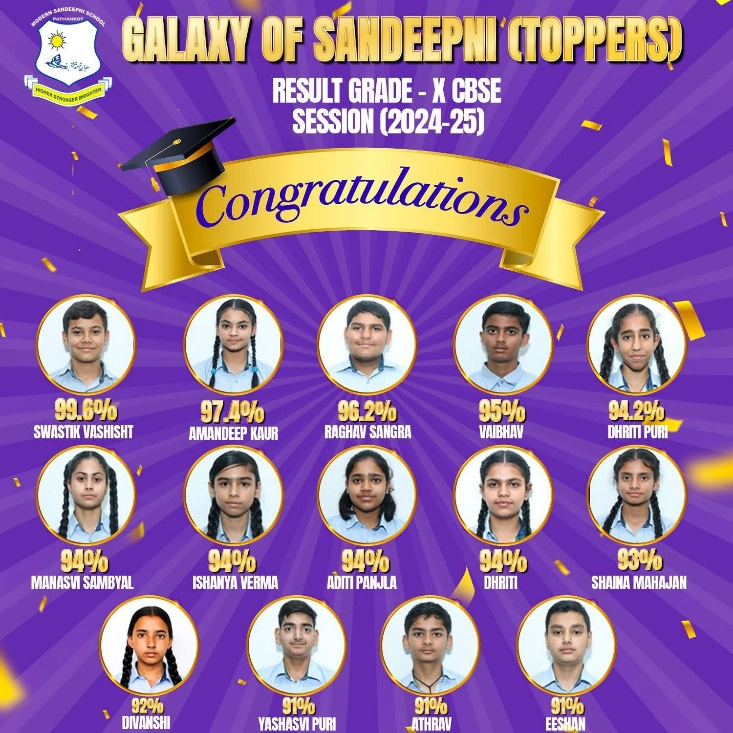 MODERN SANDEEPNI SCHOOL
PATHANKOT
HIGHER STRONGER BRIGHTER
GALAXY OF SANDEEPNI (TOPPERS)
RESULT GRADE - X CBSE
SESSION (2024-25)
Congratulations
99.6% 97.4% 96.2% 95% 94.2%
SWASTIK VASHISHT AMANDEEP KAUR RAGHAV SANGRA VAIBHAV DHRITI PURI
94% 94% 94% 94% 93%
MANASVI SAMBYAL ISHANYA VERMA ADITI PANJLA DHRITI SHAINA MAHAJAN
92% 91% 91% 91%
DIVANSHI YASHASVI PURI ATHRAV EESHAN